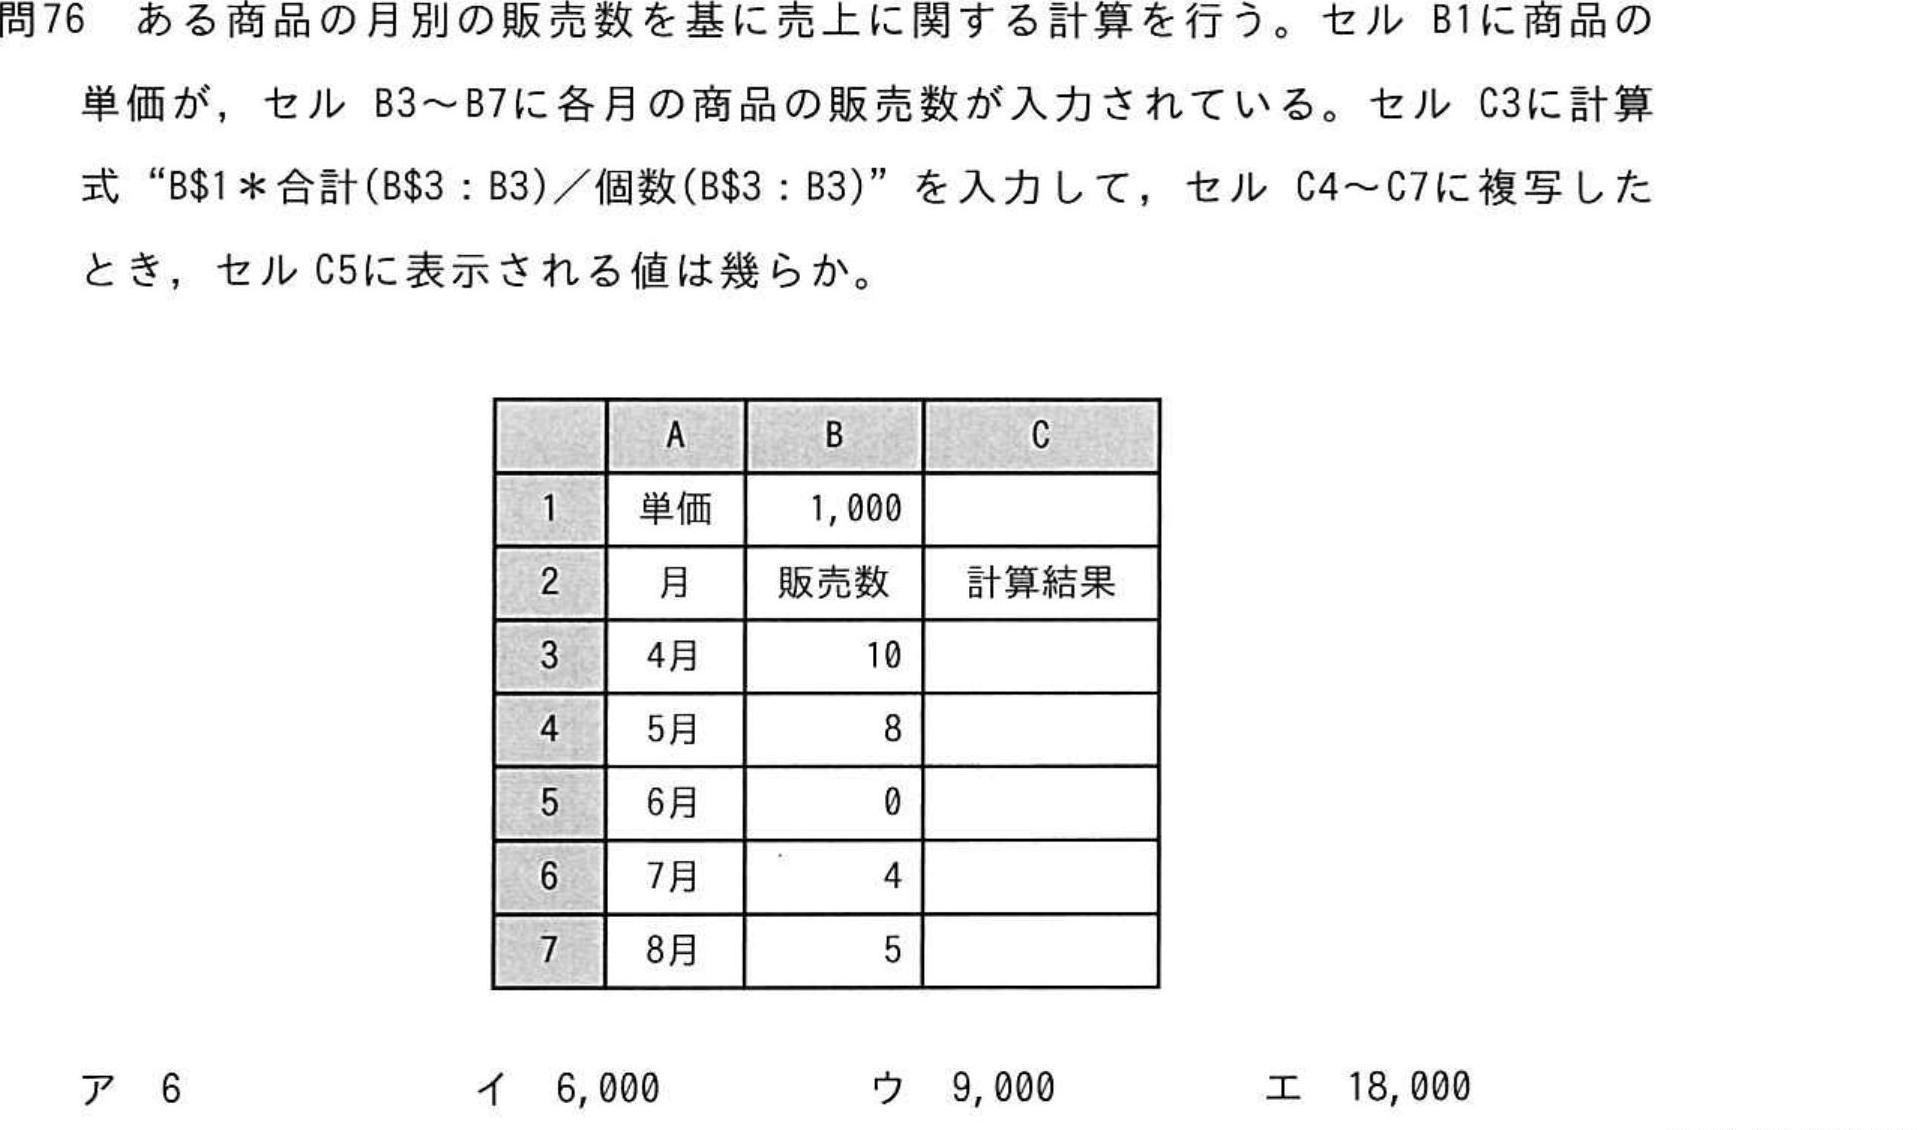 問76 ある商品の月別の販売数を基に売上に関する計算を行う。セル B1に商品の
単価が，セル B3～B7に各月の商品の販売数が入力されている。セル C3に計算
式 “B$1＊合計(B$3：B3)／個数(B$3：B3)” を入力して，セル C4～C7に複写した
とき，セル C5に表示される値は幾らか。
A B C
1 単価 1,000
2 月 販売数 計算結果
3 4月 10
4 5月 8
5 6月 0
6 7月 4
7 8月 5
ア 6 イ 6,000 ウ 9,000 エ 18,000